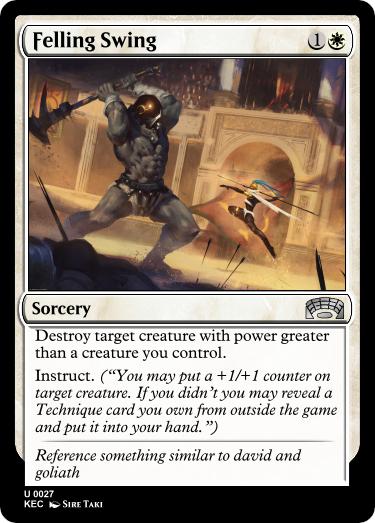 Felling Swing 1
Sorcery
Destroy target creature with power greater
than a creature you control.
Instruct. (“You may put a +1/+1 counter on
target creature. If you didn’t you may reveal a
Technique card you own from outside the game
and put it into your hand.”)
Reference something similar to david and
goliath
U 0027
KEC SIRE TAKI